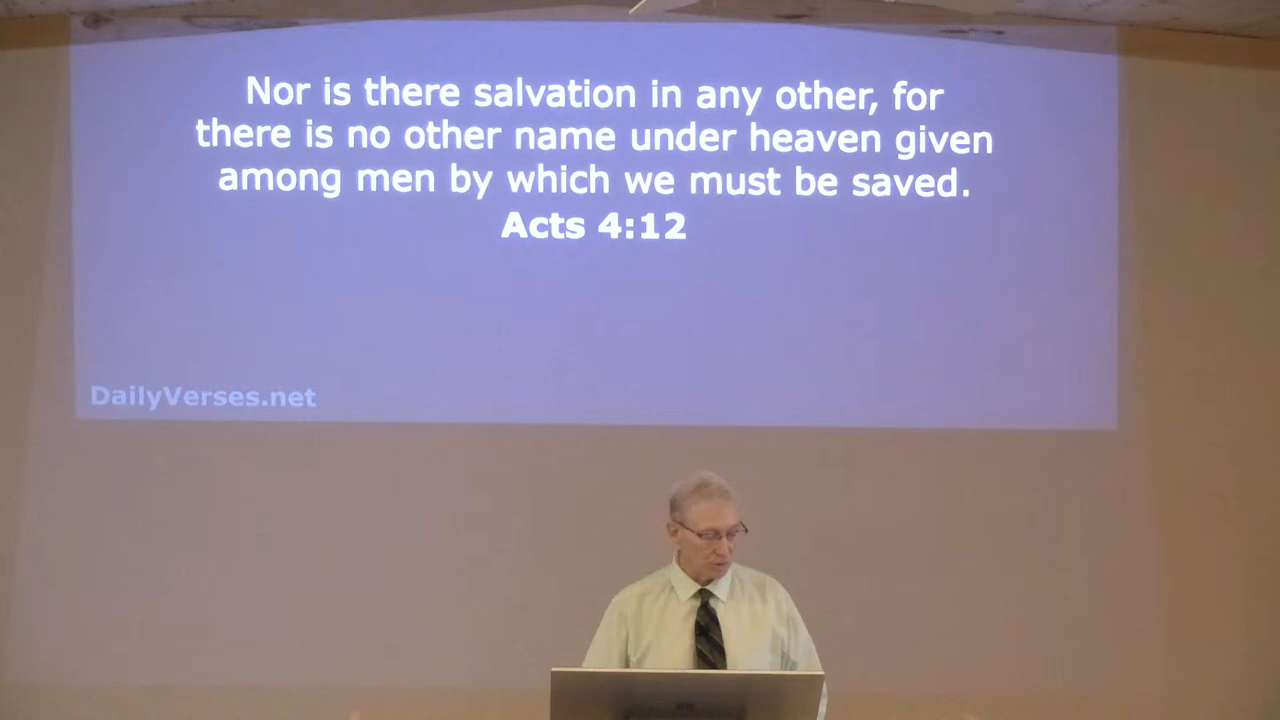 Nor is there salvation in any other, for
there is no other name under heaven given
among men by which we must be saved.
Acts 4:12
DailyVerses.net